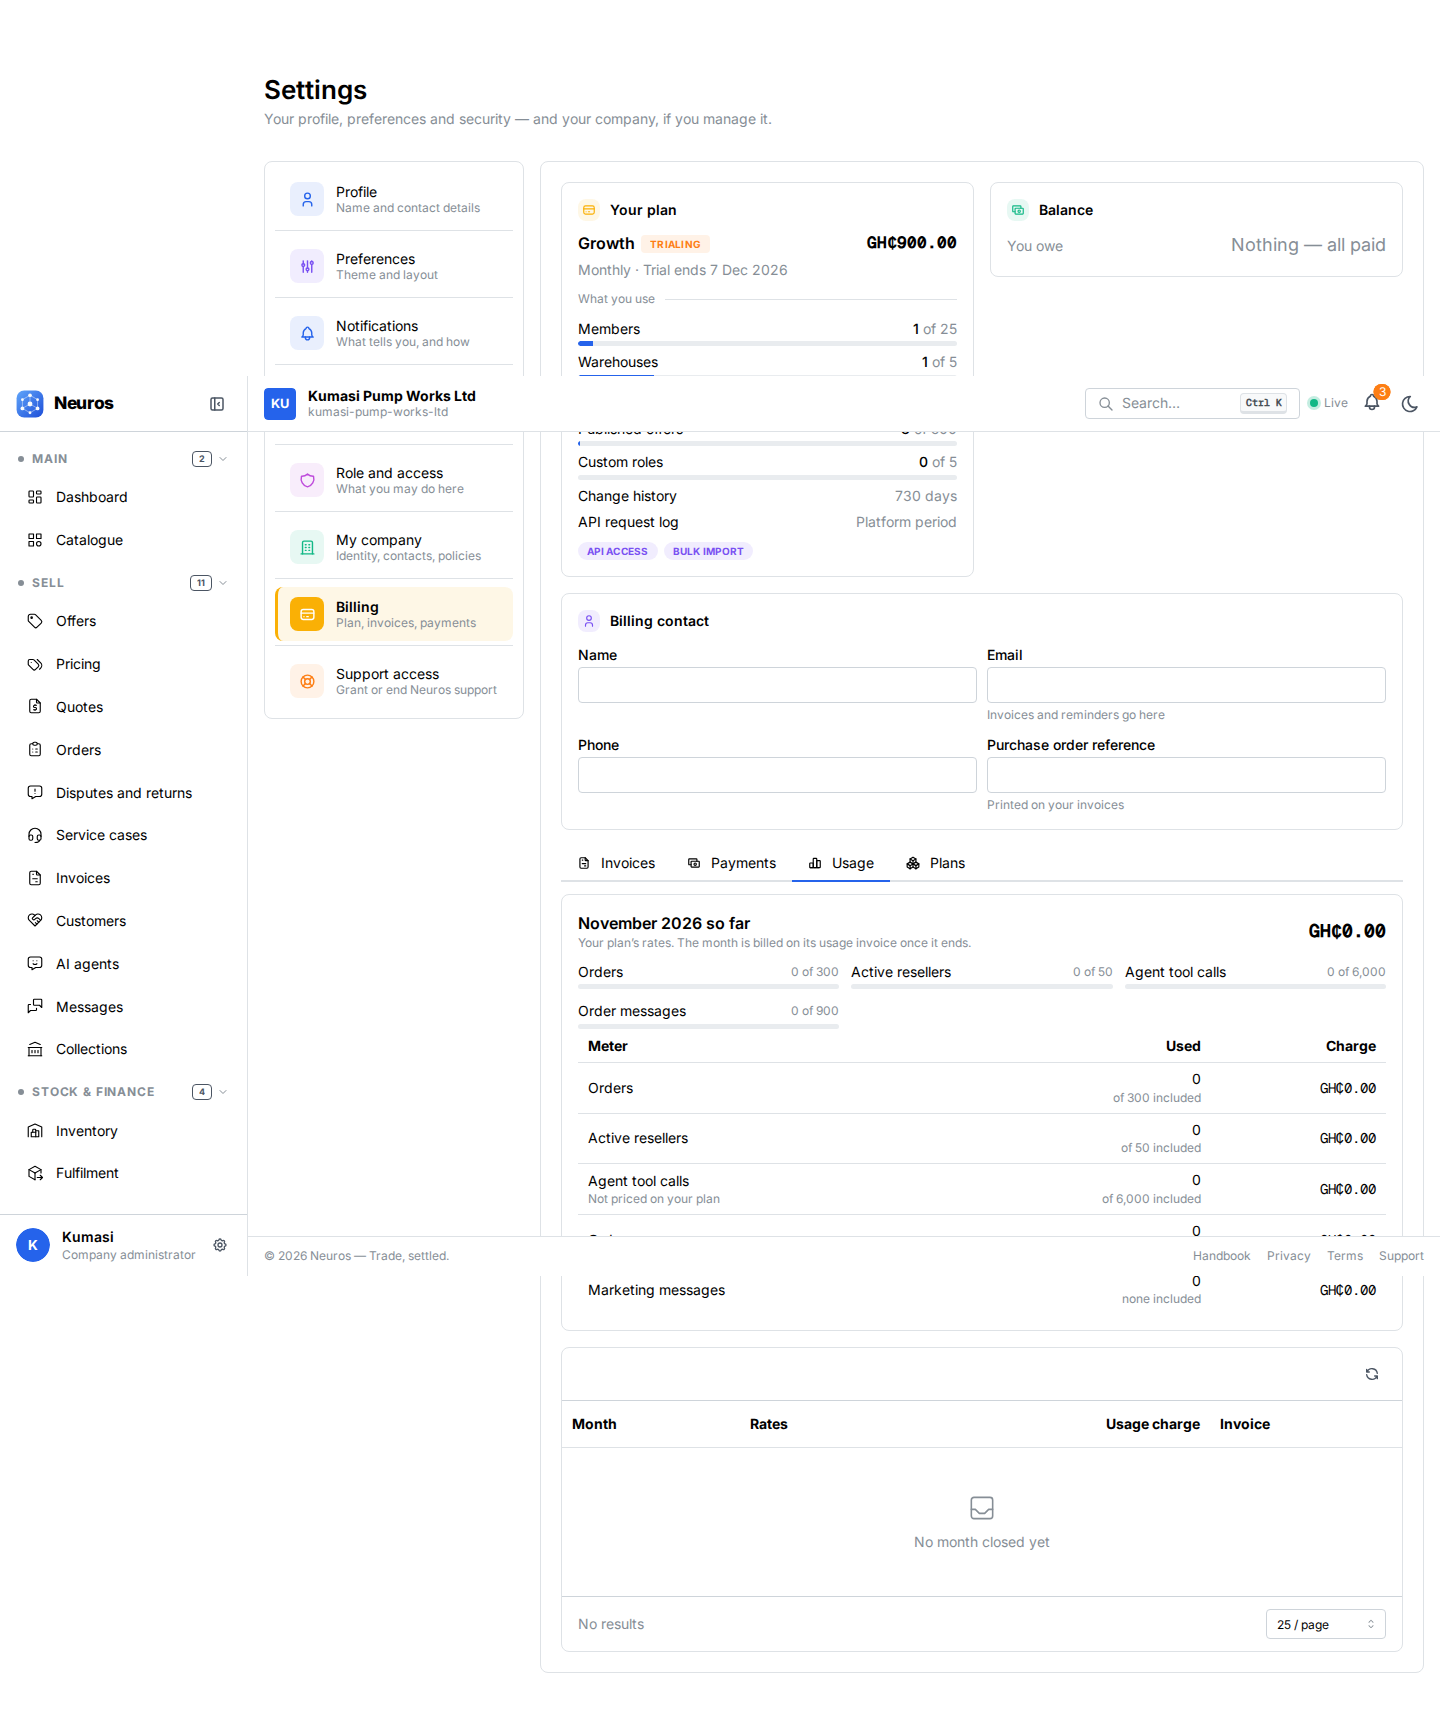 Settings
Your profile, preferences and security — and your company, if you manage it.
Profile
Name and contact details
Preferences
Theme and layout
Notifications
What tells you, and how
Your plan
Growth TRIALING GH₵900.00
Monthly · Trial ends 7 Dec 2026
What you use
Members 1 of 25
Warehouses 1 of 5
Balance
You owe Nothing — all paid
Neuros
KU
Kumasi Pump Works Ltd
kumasi-pump-works-ltd
Search... Ctrl K
Live
3
MAIN 2
Dashboard
Catalogue
SELL 11
Offers
Pricing
Quotes
Orders
Disputes and returns
Service cases
Invoices
Customers
AI agents
Messages
Collections
STOCK & FINANCE 4
Inventory
Fulfilment
K
Kumasi
Company administrator
Role and access
What you may do here
My company
Identity, contacts, policies
Billing
Plan, invoices, payments
Support access
Grant or end Neuros support
Custom roles 0 of 5
Change history 730 days
API request log Platform period
API ACCESS BULK IMPORT
Billing contact
Name
Email
Invoices and reminders go here
Phone
Purchase order reference
Printed on your invoices
Invoices Payments Usage Plans
November 2026 so far GH₵0.00
Your plan’s rates. The month is billed on its usage invoice once it ends.
Orders 0 of 300
Active resellers 0 of 50
Agent tool calls 0 of 6,000
Order messages 0 of 900
Meter Used Charge
Orders 0 of 300 included GH₵0.00
Active resellers 0 of 50 included GH₵0.00
Agent tool calls
Not priced on your plan
0 of 6,000 included GH₵0.00
0
© 2026 Neuros — Trade, settled.
Handbook Privacy Terms Support
Marketing messages 0 none included GH₵0.00
Month Rates Usage charge Invoice
No month closed yet
No results
25 / page